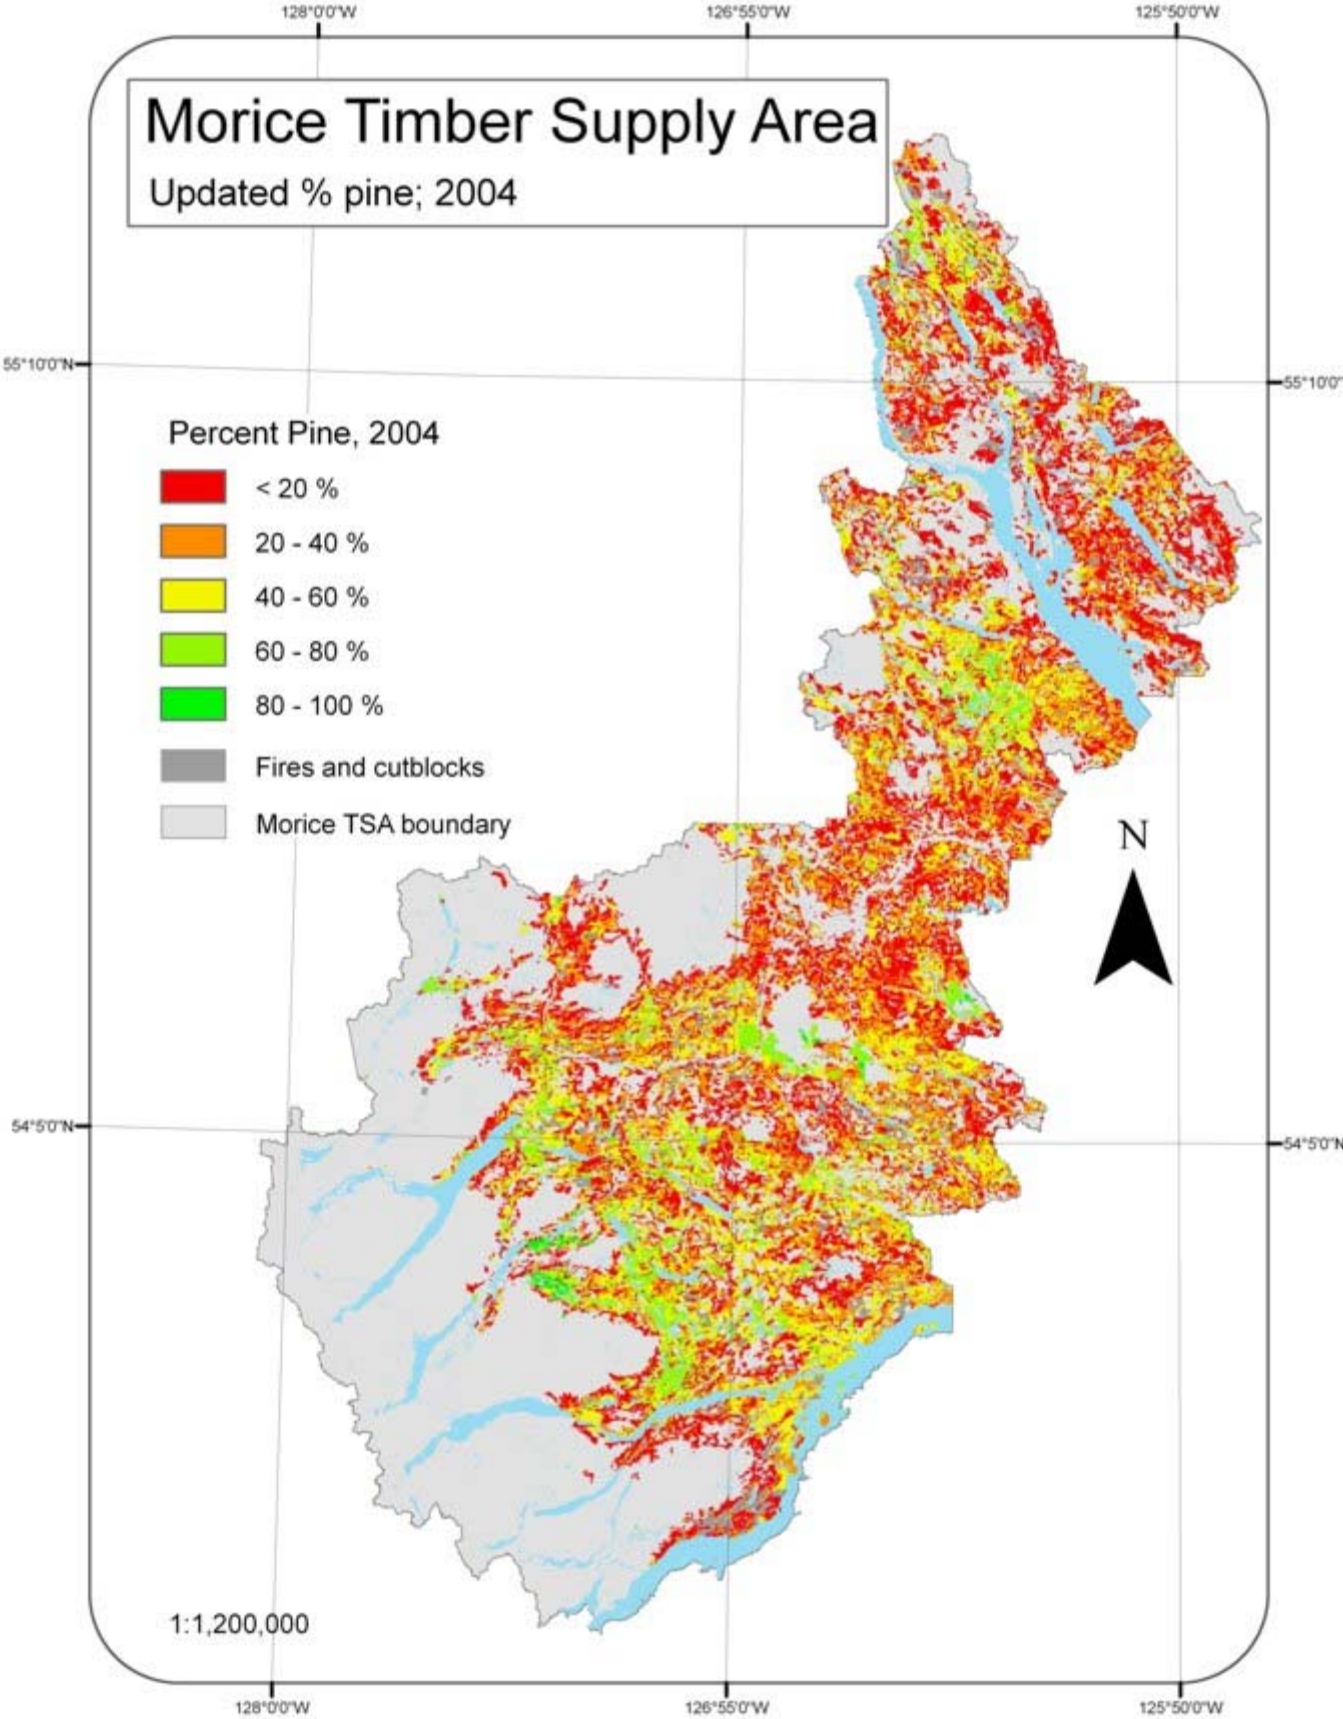 128°0'0"W 126°55'0"W 125°50'0"W
Morice Timber Supply Area
Updated % pine; 2004
55°10'0"N 55°10'0"
Percent Pine, 2004
< 20 %
20 - 40 %
40 - 60 %
60 - 80 %
80 - 100 %
Fires and cutblocks
Morice TSA boundary
N
54°5'0"N 54°5'0"N
1:1,200,000
128°0'0"W 126°55'0"W 125°50'0"W